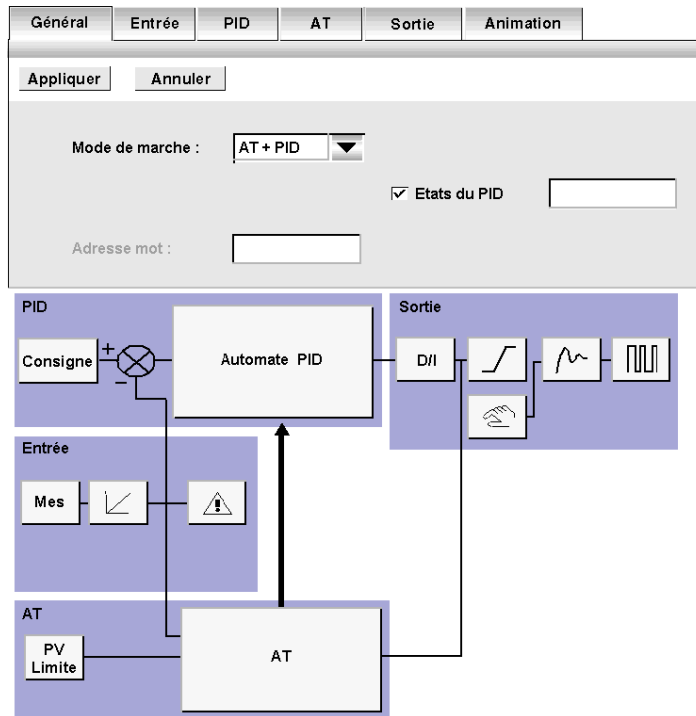 Général Entrée PID AT Sortie Animation
Appliquer Annuler
Mode de marche : AT + PID
Etats du PID
Adresse mot :
PID
Sortie
Consigne
+
−
Automate PID
D/I
Entrée
Mes
AT
PV
Limite
AT